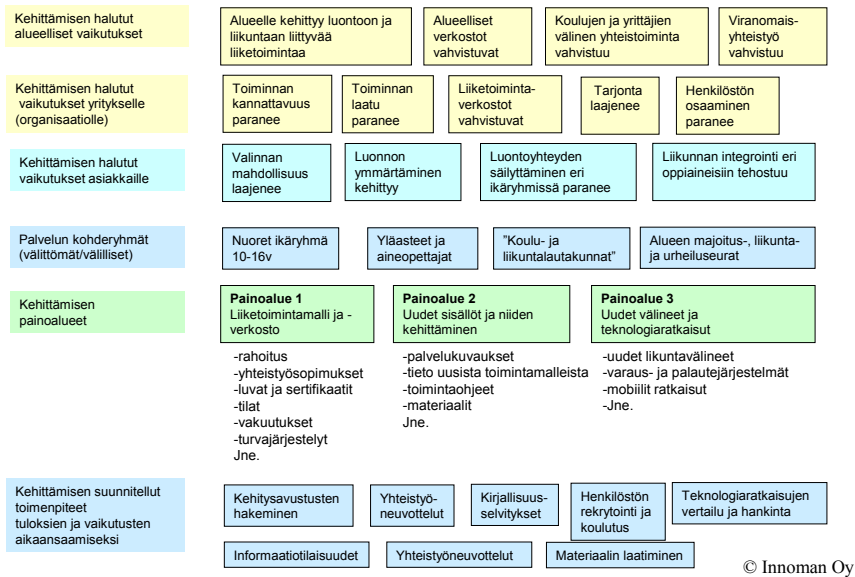 Kehittämisen halutut
alueelliset vaikutukset
Alueelle kehittyy luontoon ja
liikuntaan liittyvää
liiketoimintaa
Alueelliset
verkostot
vahvistuvat
Koulujen ja yrittäjien
välinen yhteistoiminta
vahvistuu
Viranomais-
yhteistyö
vahvistuu
Kehittämisen halutut
vaikutukset yritykselle
(organisaatiolle)
Toiminnan
kannattavuus
paranee
Toiminnan
laatu
paranee
Liiketoiminta-
verkostot
vahvistuvat
Tarjonta
laajenee
Henkilöstön
osaaminen
paranee
Kehittämisen halutut
vaikutukset asiakkaille
Valinnan
mahdollisuus
laajenee
Luonnon
ymmärtäminen
kehittyy
Luontoyhteyden
säilyttäminen eri
ikäryhmissä paranee
Liikunnan integrointi eri
oppiaineisiin tehostuu
Palvelun kohderyhmät
(välittömät/välilliset)
Nuoret ikäryhmä
10-16v
Yläasteet ja
aineopettajat
"Koulu- ja
liikuntalautakunnat"
Alueen majoitus-, liikunta-
ja urheiluseurat
Kehittämisen
painoalueet
Painoalue 1
Liiketoimintamalli ja -
verkosto
Painoalue 2
Uudet sisällöt ja niiden
kehittäminen
Painoalue 3
Uudet välineet ja
teknologiaratkaisut
-rahoitus
-yhteistyösopimukset
-luvat ja sertifikaatit
-tilat
-vakuutukset
-turvajärjestelyt
Jne.
-palvelukuvaukset
-tieto uusista toimintamalleista
-toimintaohjeet
-materiaalit
Jne.
-uudet likuntavälineet
-varaus- ja palautejärjestelmät
-mobiilit ratkaisut
-Jne.
Kehittämisen suunnitellut
toimenpiteet
tuloksien ja vaikutusten
aikaansaamiseksi
Kehitysavustusten
hakeminen
Yhteistyö-
neuvottelut
Kirjallisuus-
selvitykset
Henkilöstön
rekrytointi ja
koulutus
Teknologiaratkaisujen
vertailu ja hankinta
Informaatiotilaisuudet
Yhteistyöneuvottelut
Materiaalin laatiminen
© Innoman Oy